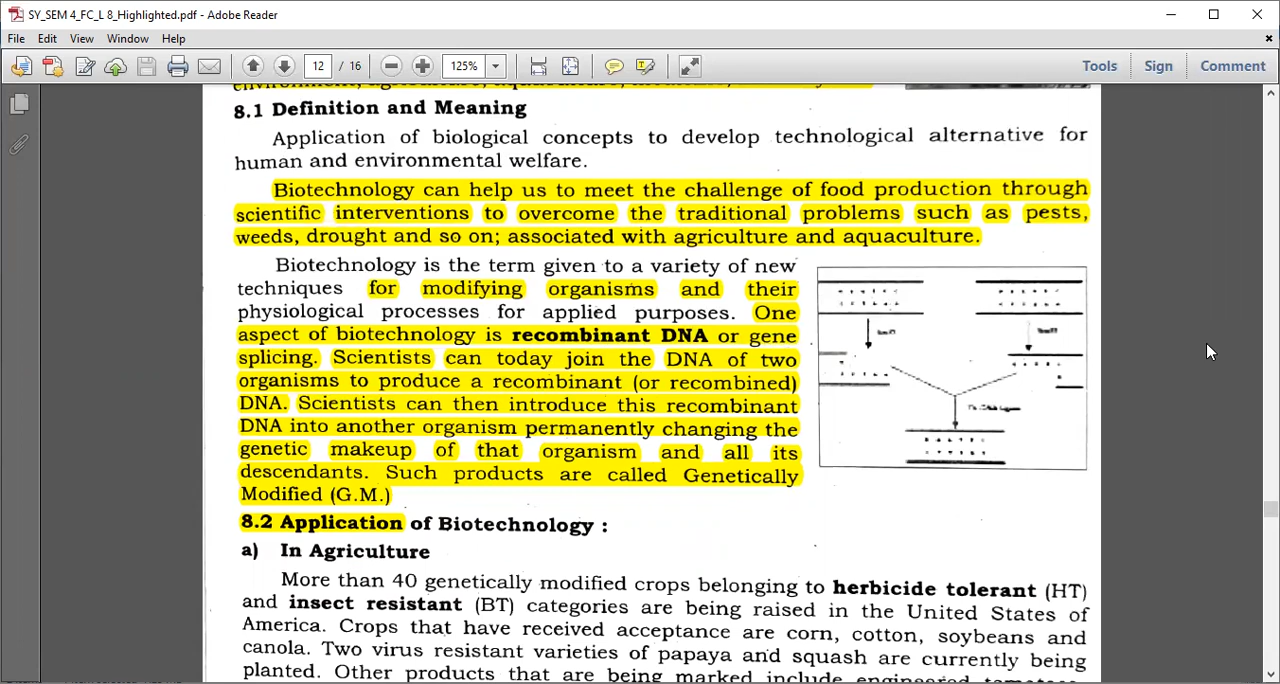 SY_SEM 4_FC_L 8_Highlighted.pdf - Adobe Reader
File Edit View Window Help
12 / 16 125% Tools Sign Comment
8.1 Definition and Meaning
Application of biological concepts to develop technological alternative for
human and environmental welfare.
Biotechnology can help us to meet the challenge of food production through
scientific interventions to overcome the traditional problems such as pests,
weeds, drought and so on; associated with agriculture and aquaculture.
Biotechnology is the term given to a variety of new
techniques for modifying organisms and their
physiological processes for applied purposes. One
aspect of biotechnology is recombinant DNA or gene
splicing. Scientists can today join the DNA of two
organisms to produce a recombinant (or recombined)
DNA. Scientists can then introduce this recombinant
DNA into another organism permanently changing the
genetic makeup of that organism and all its
descendants. Such products are called Genetically
Modified (G.M.)
8.2 Application of Biotechnology :
a) In Agriculture
More than 40 genetically modified crops belonging to herbicide tolerant (HT)
and insect resistant (BT) categories are being raised in the United States of
America. Crops that have received acceptance are corn, cotton, soybeans and
canola. Two virus resistant varieties of papaya and squash are currently being
planted. Other products that are being marked include engineered tomatoes,